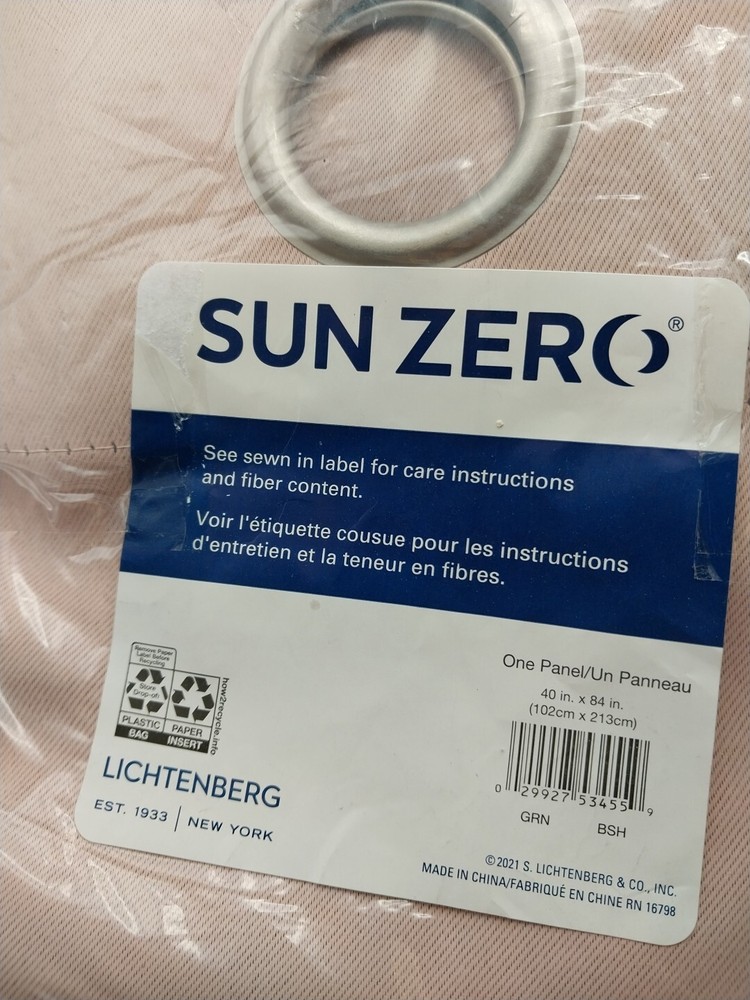 SUN ZERO®
See sewn in label for care instructions
and fiber content.
Voir l'étiquette cousue pour les instructions
d'entretien et la teneur en fibres.
Remove Paper
Label Before
Recycling
Store
Drop-off
PLASTIC
BAG
PAPER
INSERT
how2recycle.info
One Panel/Un Panneau
40 in. x 84 in.
(102cm x 213cm)
0 29927 53455 9
GRN BSH
LICHTENBERG
EST. 1933 | NEW YORK
©2021 S. LICHTENBERG & CO., INC.
MADE IN CHINA/FABRIQUÉ EN CHINE RN 16798